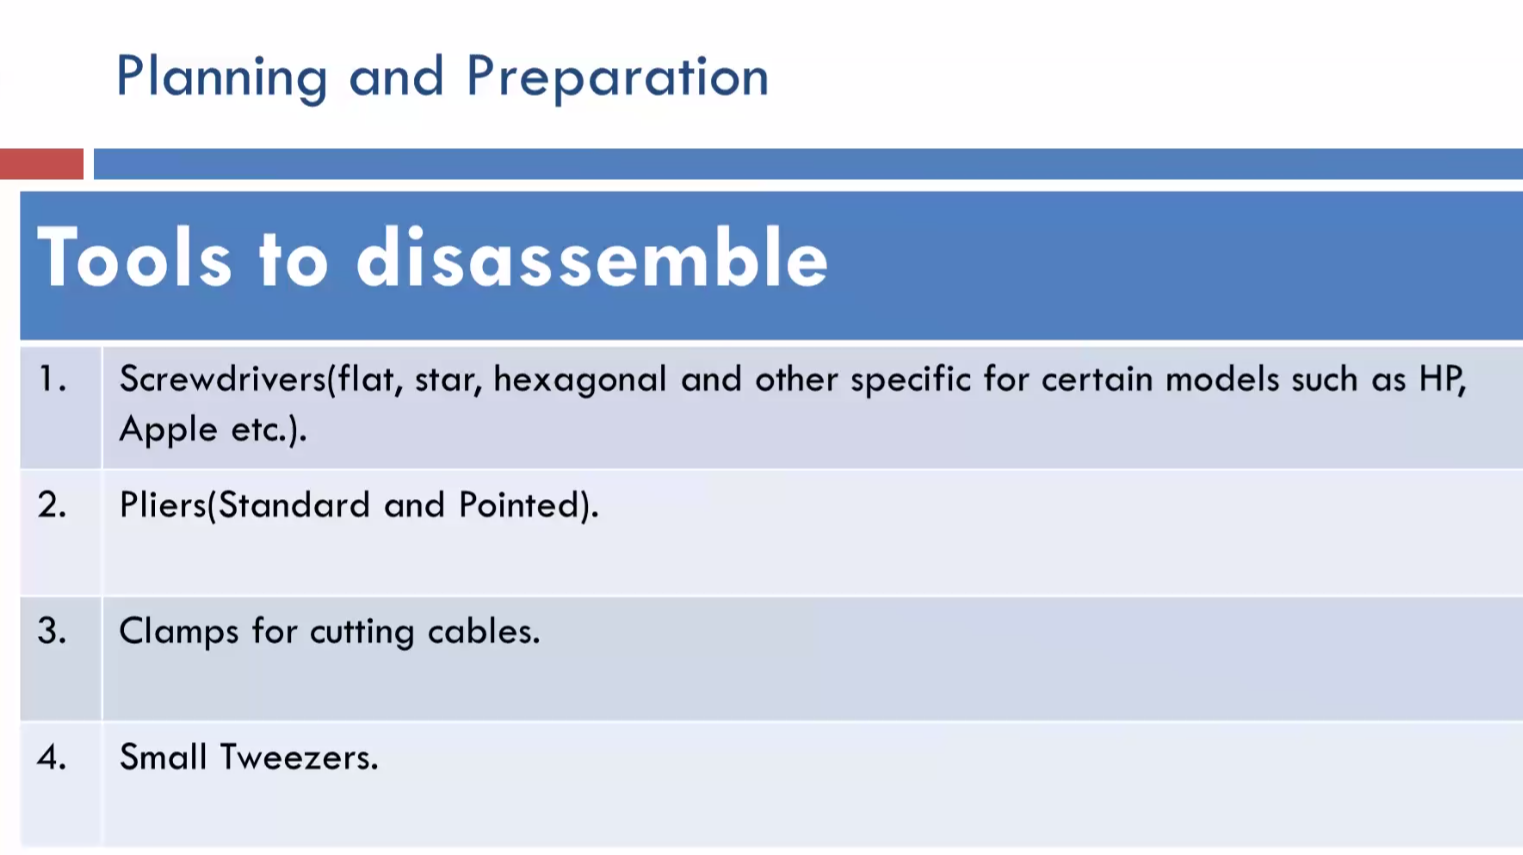 Planning and Preparation
Tools to disassemble
1. Screwdrivers(flat, star, hexagonal and other specific for certain models such as HP,
Apple etc.).
2. Pliers(Standard and Pointed).
3. Clamps for cutting cables.
4. Small Tweezers.